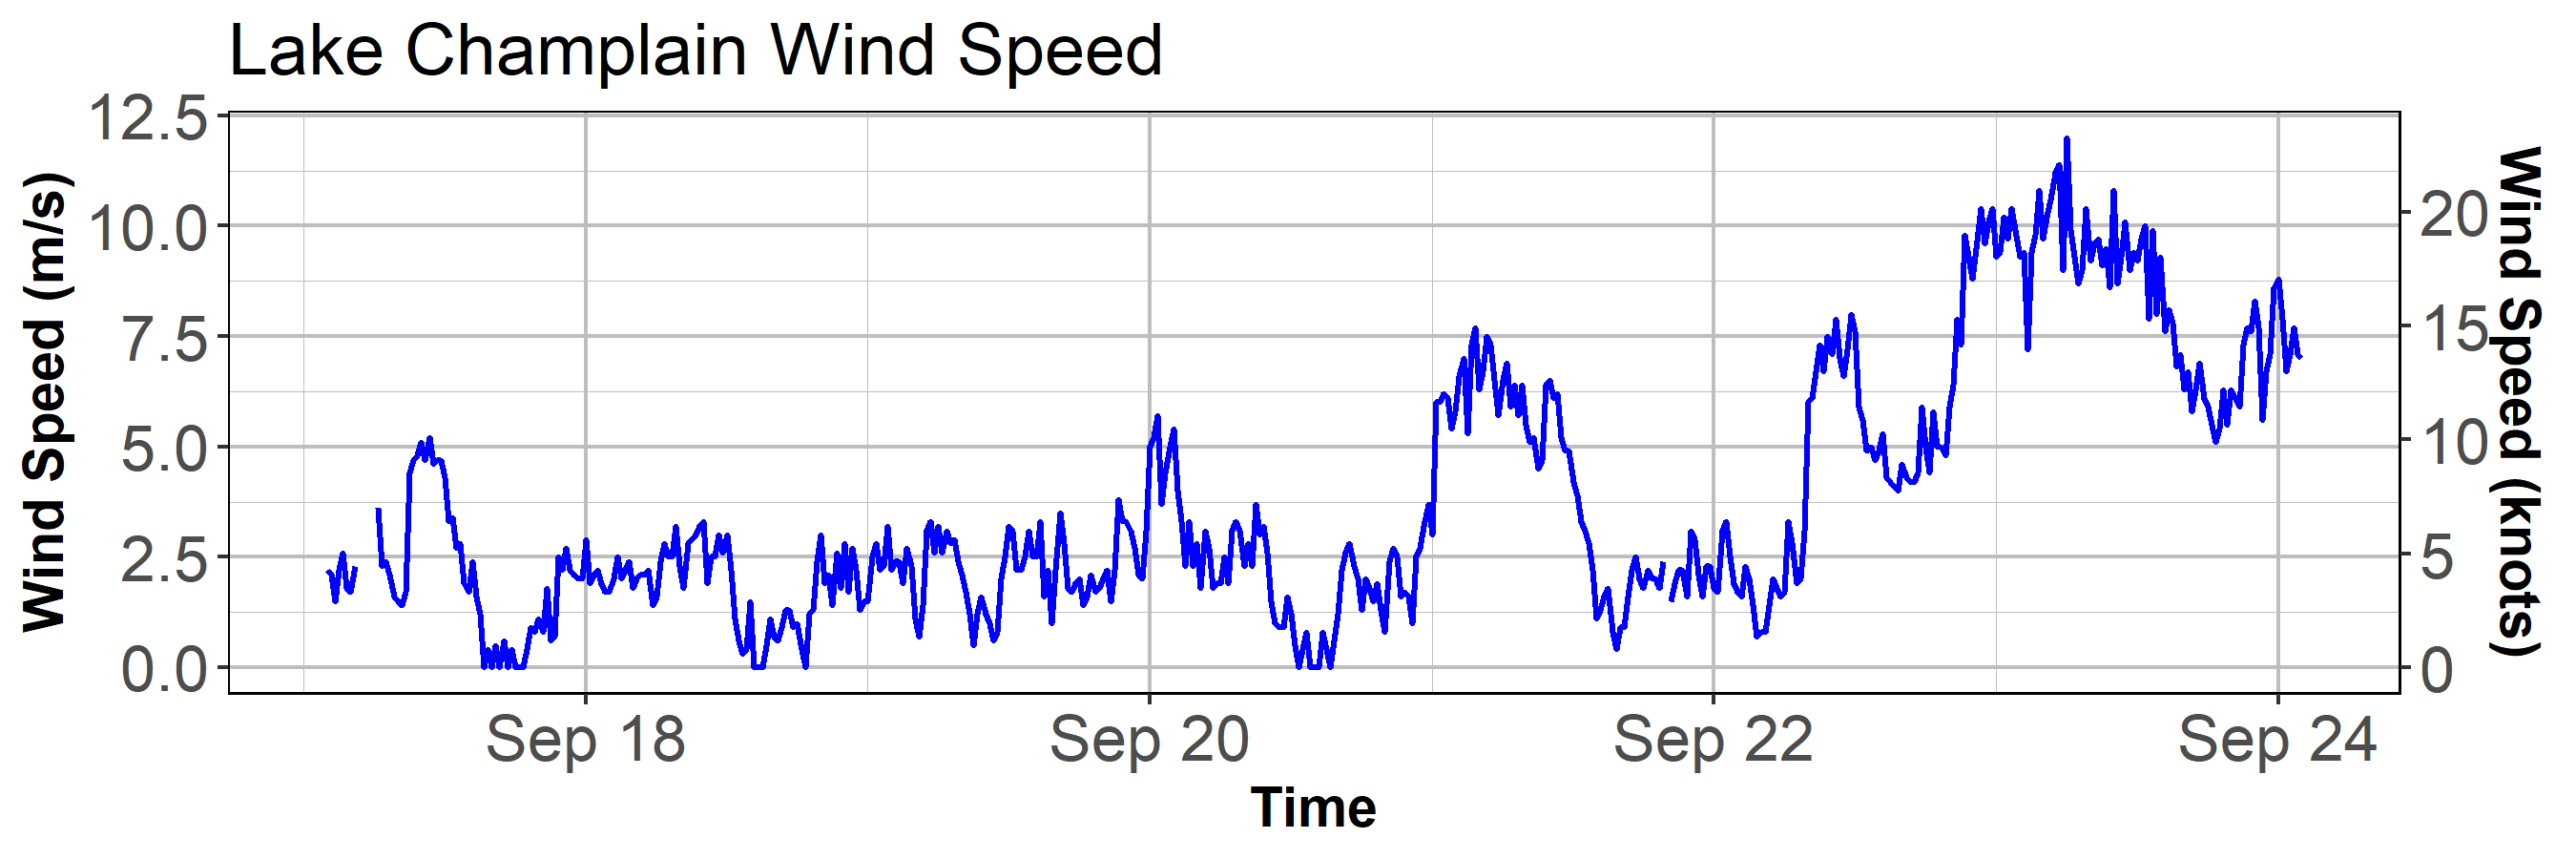 Lake Champlain Wind Speed
12.5
10.0
7.5
5.0
2.5
0.0
Wind Speed (m/s)
20
15
10
5
0
Wind Speed (knots)
Sep 18
Sep 20
Sep 22
Sep 24
Time